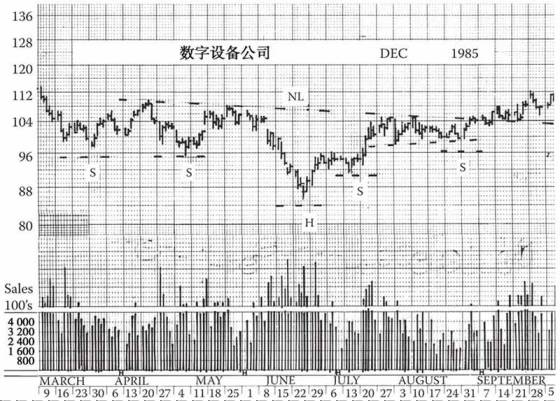 136
128
数字设备公司 DEC 1985
120
112
NL
104
96
S S S
S
88
H
80
Sales
100's
4 000
3 200
2 400
1 600
800
MARCH APRIL MAY JUNE JULY AUGUST SEPTEMBER
9 16 23 30 6 13 20 27 4 11 18 25 1 8 15 22 29 6 13 20 27 3 10 17 24 31 7 14 21 28 5